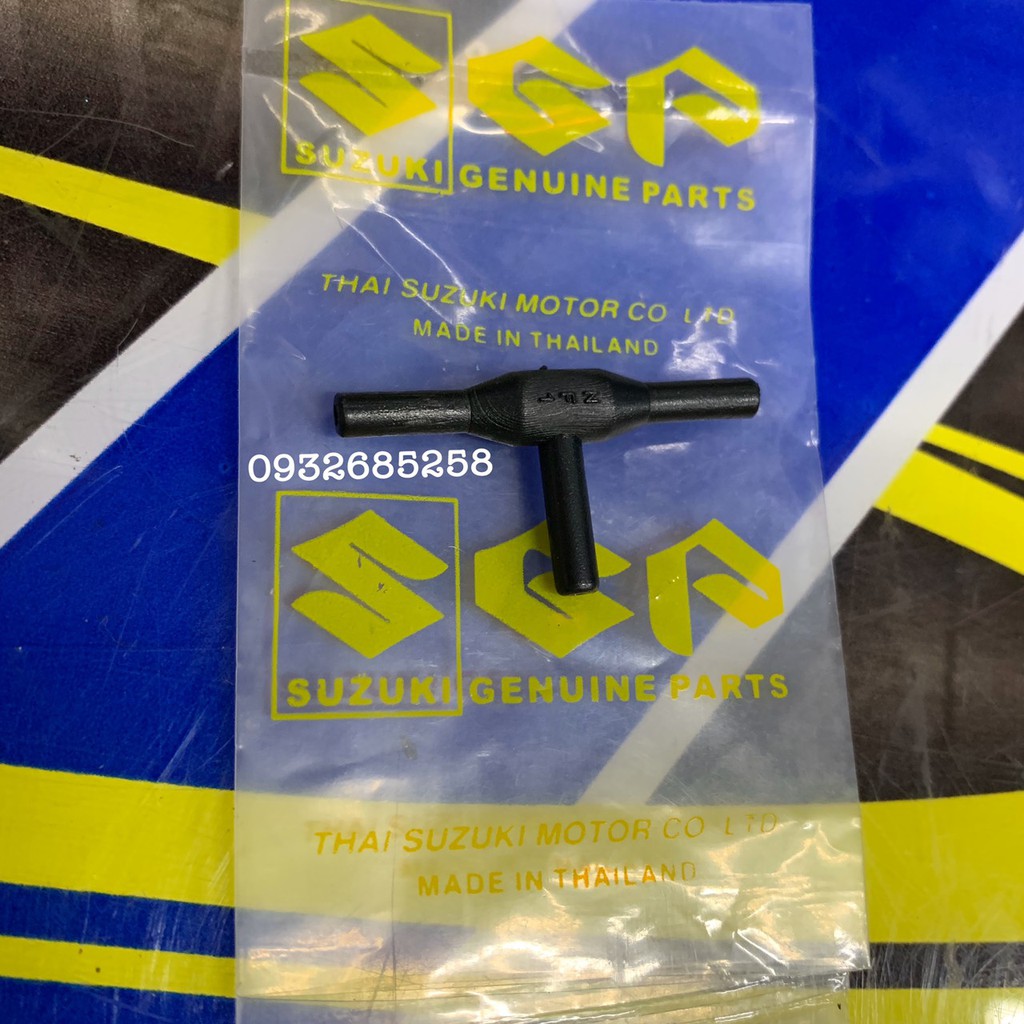 SGP
SUZUKI GENUINE PARTS
THAI SUZUKI MOTOR CO LTD
MADE IN THAILAND
0932685258
SGP
SUZUKI GENUINE PARTS
THAI SUZUKI MOTOR CO LTD
MADE IN THAILAND